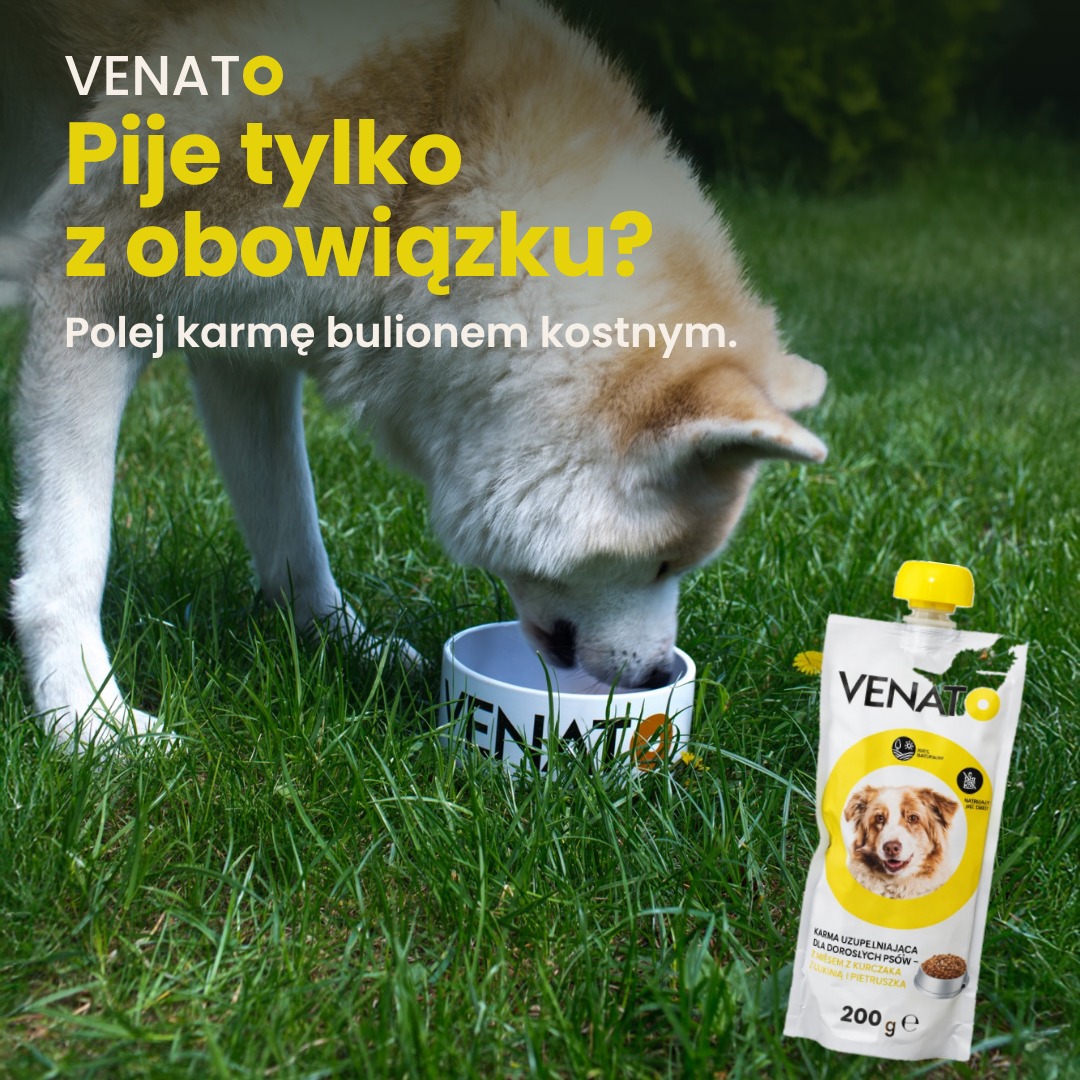 VENATO
Pije tylko
z obowiązku?
Polej karmę bulionem kostnym.
VENATO
VENATO
KARMA UZUPEŁNIAJĄCA
DLA DOROSŁYCH PSÓW –
Z MIĘSEM Z KURCZAKA
CUKINIĄ I PIETRUSZKĄ
200 g ℮